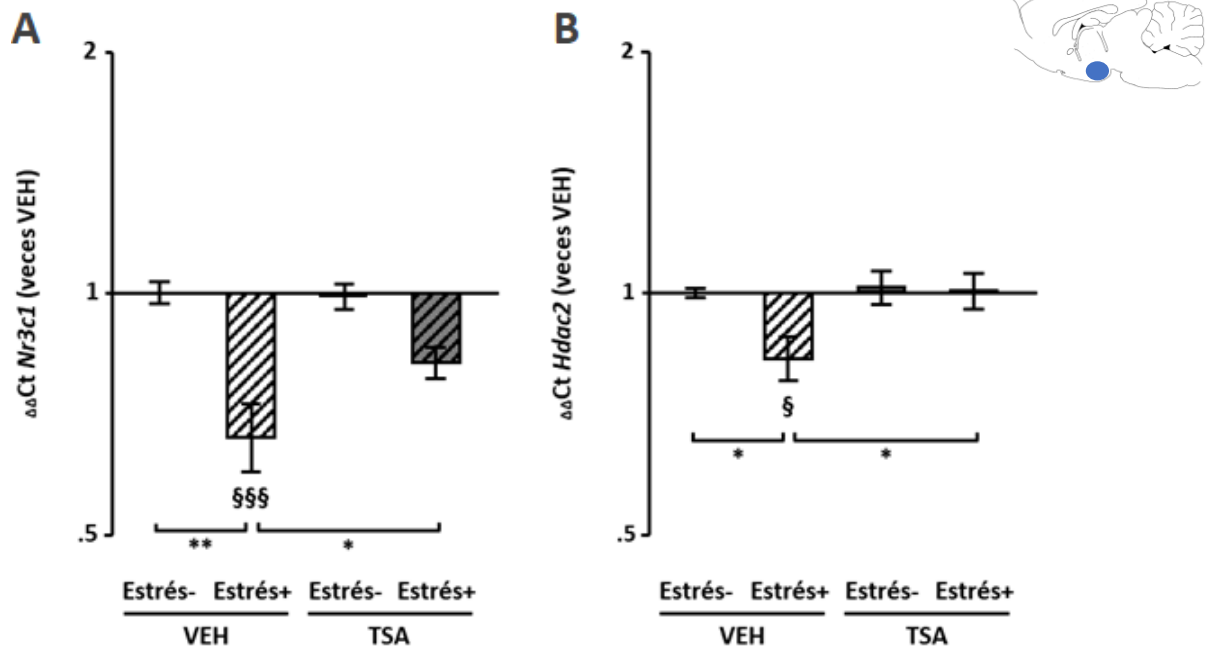 A
2
1
.5
ΔΔCt Nr3c1 (veces VEH)
§§§
**
*
Estrés- Estrés+ Estrés- Estrés+
VEH TSA
B
2
1
.5
ΔΔCt Hdac2 (veces VEH)
§
*
*
Estrés- Estrés+ Estrés- Estrés+
VEH TSA